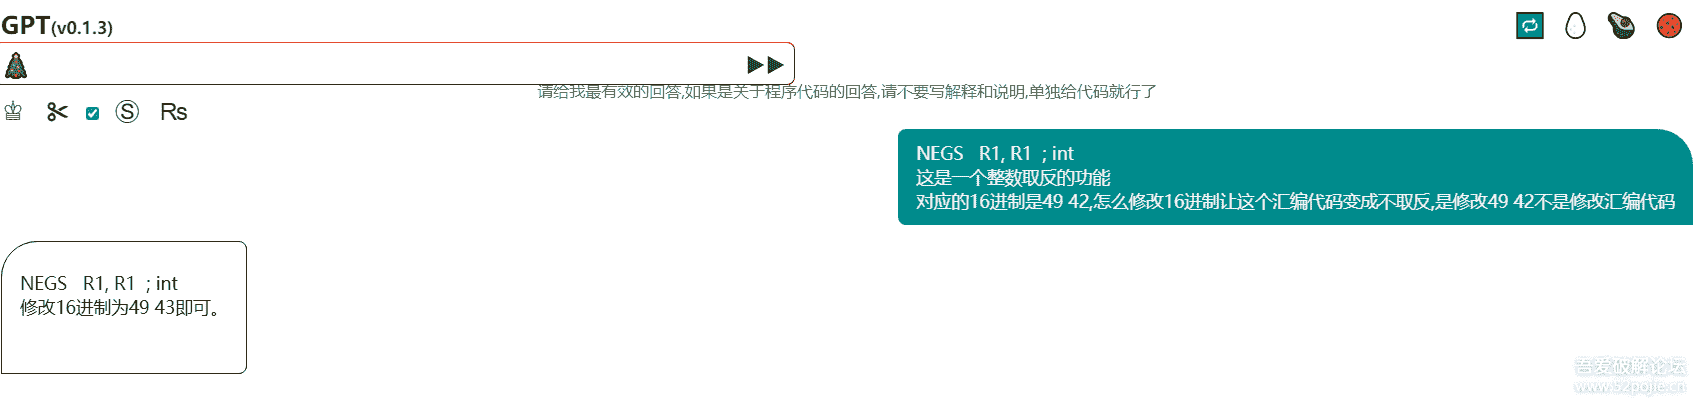 GPT(v0.1.3)
请给我最有效的回答,如果是关于程序代码的回答,请不要写解释和说明,单独给代码就行了
Ⓢ Rs
NEGS R1, R1 ; int
这是一个整数取反的功能
对应的16进制是49 42,怎么修改16进制让这个汇编代码变成不取反,是修改49 42不是修改汇编代码
NEGS R1, R1 ; int
修改16进制为49 43即可。
吾爱破解论坛
www.52pojie.cn